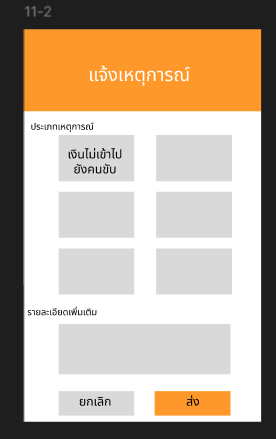 11-2
แจ้งเหตุการณ์
ประเภทเหตุการณ์
เงินไม่เข้าไป
ยังคนขับ
รายละเอียดเพิ่มเติม
ยกเลิก
ส่ง